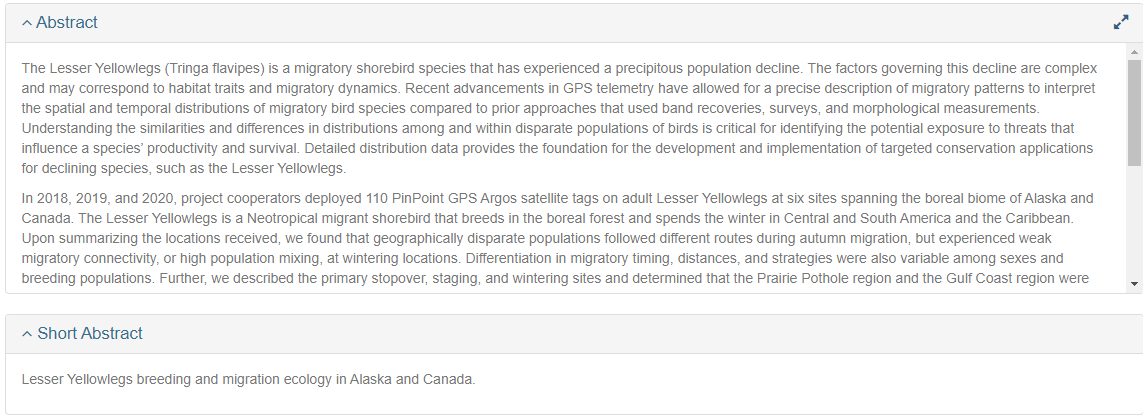 Abstract
The Lesser Yellowlegs (Tringa flavipes) is a migratory shorebird species that has experienced a precipitous population decline. The factors governing this decline are complex
and may correspond to habitat traits and migratory dynamics. Recent advancements in GPS telemetry have allowed for a precise description of migratory patterns to interpret
the spatial and temporal distributions of migratory bird species compared to prior approaches that used band recoveries, surveys, and morphological measurements.
Understanding the similarities and differences in distributions among and within disparate populations of birds is critical for identifying the potential exposure to threats that
influence a species’ productivity and survival. Detailed distribution data provides the foundation for the development and implementation of targeted conservation applications
for declining species, such as the Lesser Yellowlegs.
In 2018, 2019, and 2020, project cooperators deployed 110 PinPoint GPS Argos satellite tags on adult Lesser Yellowlegs at six sites spanning the boreal biome of Alaska and
Canada. The Lesser Yellowlegs is a Neotropical migrant shorebird that breeds in the boreal forest and spends the winter in Central and South America and the Caribbean.
Upon summarizing the locations received, we found that geographically disparate populations followed different routes during autumn migration, but experienced weak
migratory connectivity, or high population mixing, at wintering locations. Differentiation in migratory timing, distances, and strategies were also variable among sexes and
breeding populations. Further, we described the primary stopover, staging, and wintering sites and determined that the Prairie Pothole region and the Gulf Coast region were
Short Abstract
Lesser Yellowlegs breeding and migration ecology in Alaska and Canada.